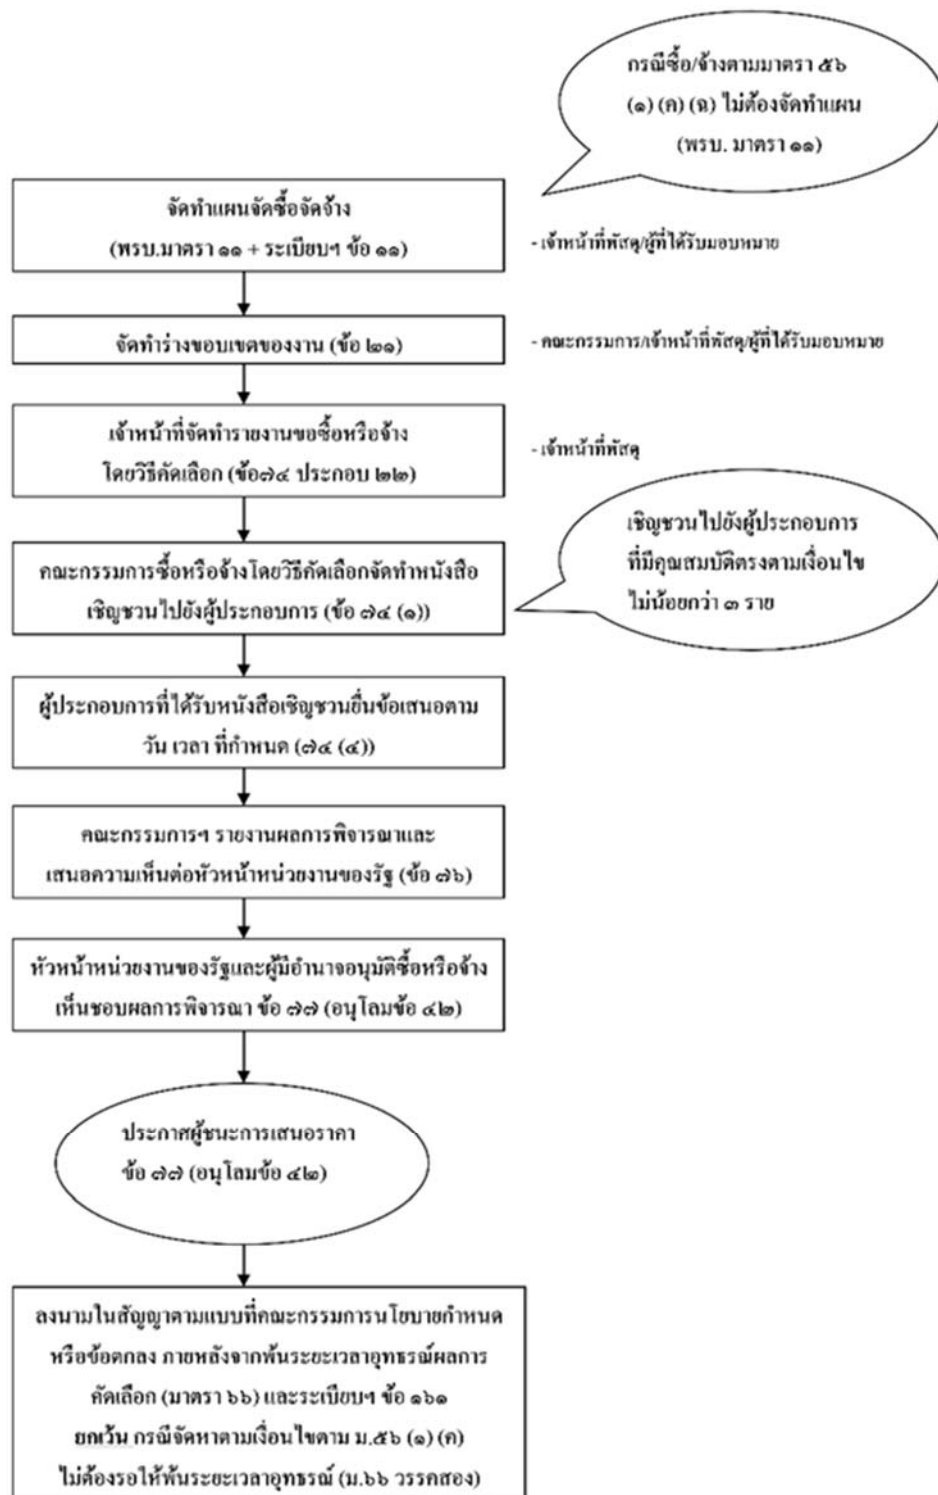 กรณีซื้อ/จ้างตามมาตรา ๕๖
(๑) (ค) (ฉ) ไม่ต้องจัดทำแผน
(พรบ. มาตรา ๑๑)
จัดทำแผนจัดซื้อจัดจ้าง
(พรบ.มาตรา ๑๑ + ระเบียบฯ ข้อ ๑๑)
- เจ้าหน้าที่พัสดุ/ผู้ที่ได้รับมอบหมาย
จัดทำร่างขอบเขตของงาน (ข้อ ๒๑)
- คณะกรรมการ/เจ้าหน้าที่พัสดุ/ผู้ที่ได้รับมอบหมาย
เจ้าหน้าที่จัดทำรายงานขอซื้อหรือจ้าง
โดยวิธีคัดเลือก (ข้อ๗๔ ประกอบ ๒๒)
- เจ้าหน้าที่พัสดุ
เชิญชวนไปยังผู้ประกอบการ
ที่มีคุณสมบัติตรงตามเงื่อนไข
ไม่น้อยกว่า ๓ ราย
คณะกรรมการซื้อหรือจ้างโดยวิธีคัดเลือกจัดทำหนังสือ
เชิญชวนไปยังผู้ประกอบการ (ข้อ ๗๔ (๑))
ผู้ประกอบการที่ได้รับหนังสือเชิญชวนยื่นข้อเสนอตาม
วัน เวลา ที่กำหนด (๗๔ (๔))
คณะกรรมการฯ รายงานผลการพิจารณาและ
เสนอความเห็นต่อหัวหน้าหน่วยงานของรัฐ (ข้อ ๗๖)
หัวหน้าหน่วยงานของรัฐและผู้มีอำนาจอนุมัติซื้อหรือจ้าง
เห็นชอบผลการพิจารณา ข้อ ๗๗ (อนุโลมข้อ ๔๒)
ประกาศผู้ชนะการเสนอราคา
ข้อ ๗๗ (อนุโลมข้อ ๔๒)
ลงนามในสัญญาตามแบบที่คณะกรรมการนโยบายกำหนด
หรือข้อตกลง ภายหลังจากพ้นระยะเวลาอุทธรณ์ผลการ
คัดเลือก (มาตรา ๖๖) และระเบียบฯ ข้อ ๑๖๑
ยกเว้น กรณีจัดหาตามเงื่อนไขตาม ม.๕๖ (๑) (ค)
ไม่ต้องรอให้พ้นระยะเวลาอุทธรณ์ (ม.๖๖ วรรคสอง)